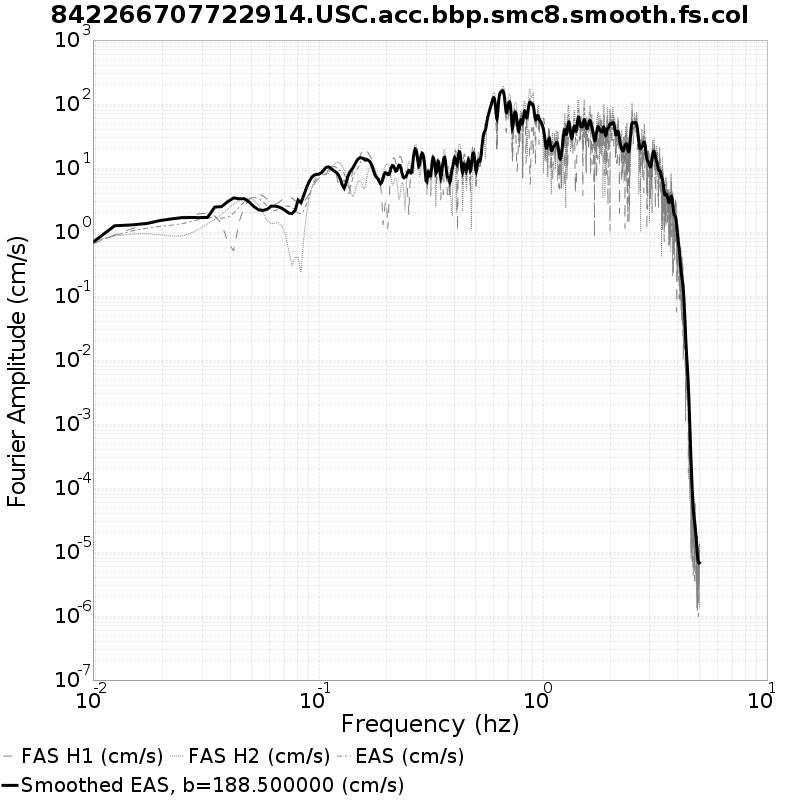 842266707722914.USC.acc.bbp.smc8.smooth.fs.col
Fourier Amplitude (cm/s)
10^3
10^2
10^1
10^0
10^-1
10^-2
10^-3
10^-4
10^-5
10^-6
10^-7
10^-2 10^-1 10^0 10^1
Frequency (hz)
FAS H1 (cm/s) FAS H2 (cm/s) EAS (cm/s)
Smoothed EAS, b=188.500000 (cm/s)